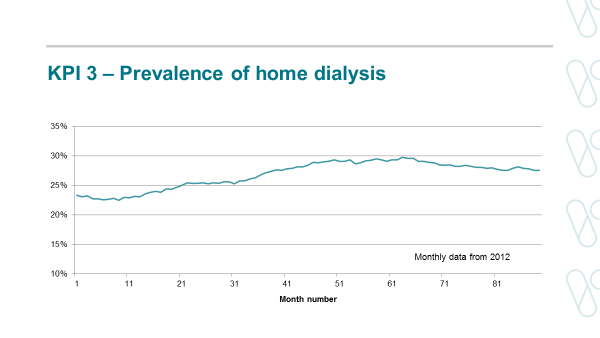 KPI 3 – Prevalence of home dialysis
35%
30%
25%
20%
15%
10%
Monthly data from 2012
1 11 21 31 41 51 61 71 81
Month number